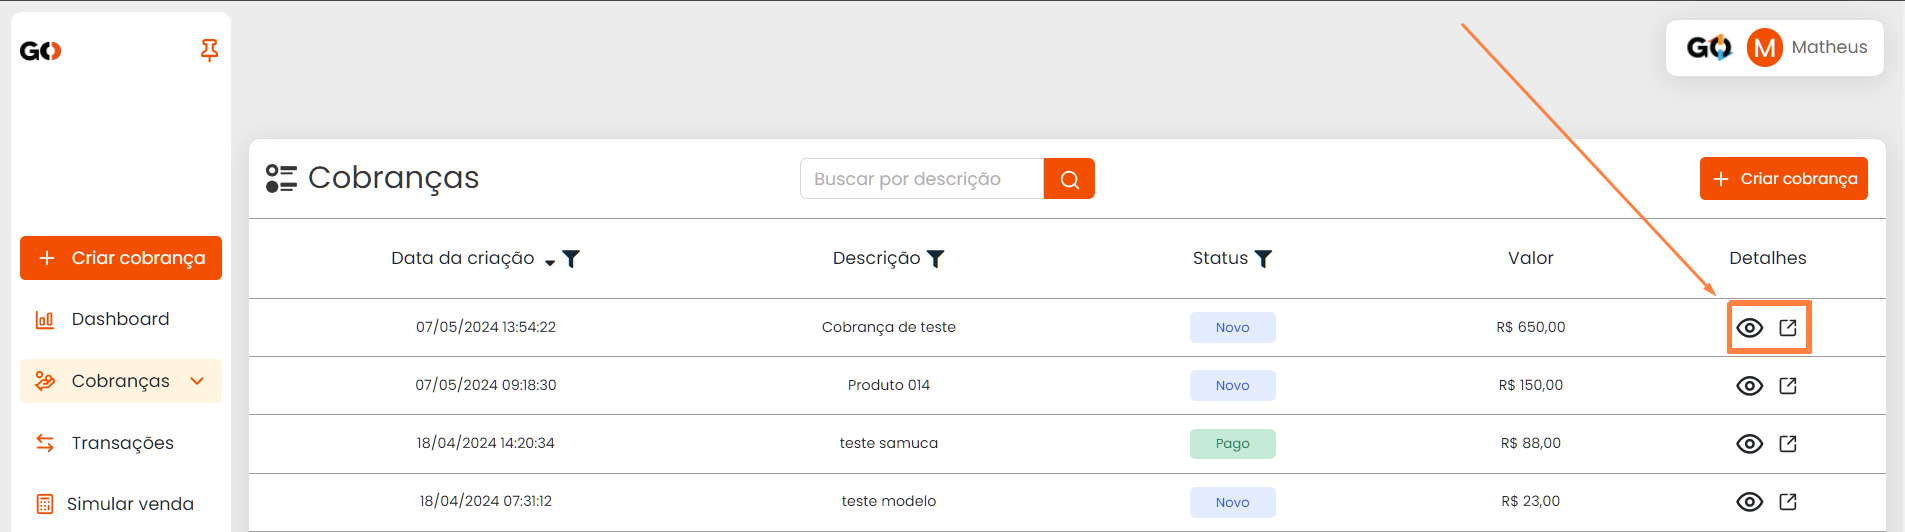 GO
GO M Matheus
Cobranças
Buscar por descrição
+ Criar cobrança
+ Criar cobrança
Dashboard
Cobranças
Transações
Simular venda
Data da criação Descrição Status Valor Detalhes
07/05/2024 13:54:22 Cobrança de teste Novo R$ 650,00
07/05/2024 09:18:30 Produto 014 Novo R$ 150,00
18/04/2024 14:20:34 teste samuca Pago R$ 88,00
18/04/2024 07:31:12 teste modelo Novo R$ 23,00